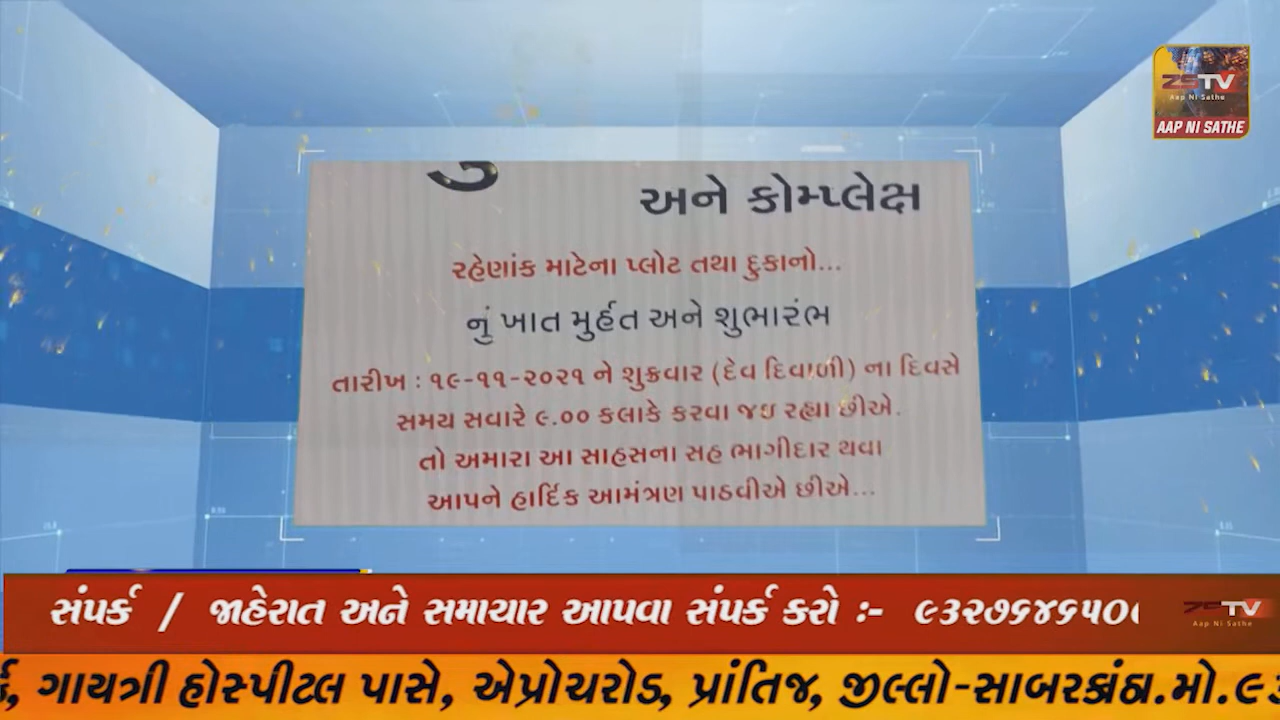 ZSTV
Aap Ni Sathe
AAP NI SATHE
અને કોમ્પ્લેક્ષ
રહેણાંક માટેના પ્લોટ તથા દુકાનો...
નું ખાત મુર્હત અને શુભારંભ
તારીખ : ૧૯-૧૧-૨૦૨૧ ને શુક્રવાર (દેવ દિવાળી) ના દિવસે
સમય સવારે ૯.૦૦ કલાકે કરવા જઇ રહ્યા છીએ.
તો અમારા આ સાહસના સહ ભાગીદાર થવા
આપને હાર્દિક આમંત્રણ પાઠવીએ છીએ...
સંપર્ક / જાહેરાત અને સમાચાર આપવા સંપર્ક કરો :- ૯૩૨૭૬૪૬૫૦
ZSTV
Aap Ni Sathe
ગાયત્રી હોસ્પીટલ પાસે, એપ્રોચરોડ, પ્રાંતિજ, જીલ્લો-સાબરકાંઠા.મો.૯૩